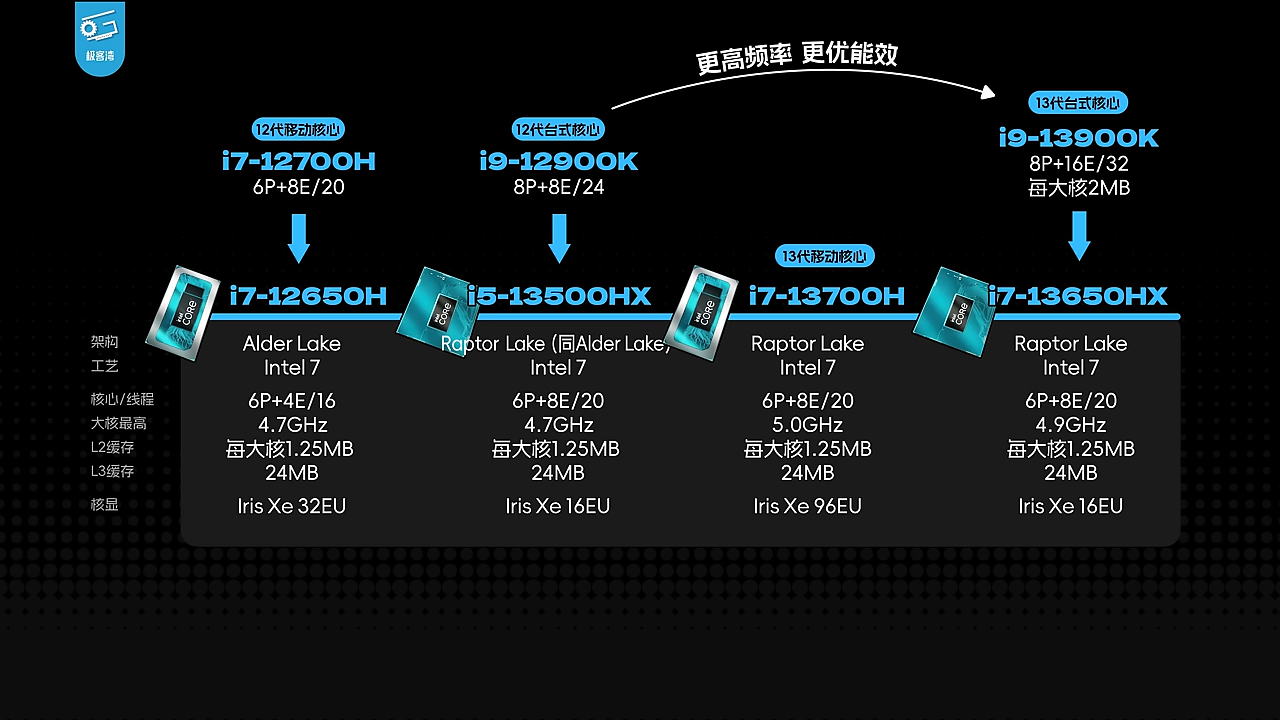 极客湾
更高频率 更优能效
12代移动核心
i7-12700H
6P+8E/20
12代台式核心
i9-12900K
8P+8E/24
13代台式核心
i9-13900K
8P+16E/32
每大核2MB
13代移动核心
i7-12650H i5-13500HX i7-13700H i7-13650HX
intel CORE intel CORE intel CORE intel CORE
架构 Alder Lake Raptor Lake (同Alder Lake) Raptor Lake Raptor Lake
工艺 Intel 7 Intel 7 Intel 7 Intel 7
核心/线程 6P+4E/16 6P+8E/20 6P+8E/20 6P+8E/20
大核最高 4.7GHz 4.7GHz 5.0GHz 4.9GHz
L2缓存 每大核1.25MB 每大核1.25MB 每大核1.25MB 每大核1.25MB
L3缓存 24MB 24MB 24MB 24MB
核显 Iris Xe 32EU Iris Xe 16EU Iris Xe 96EU Iris Xe 16EU